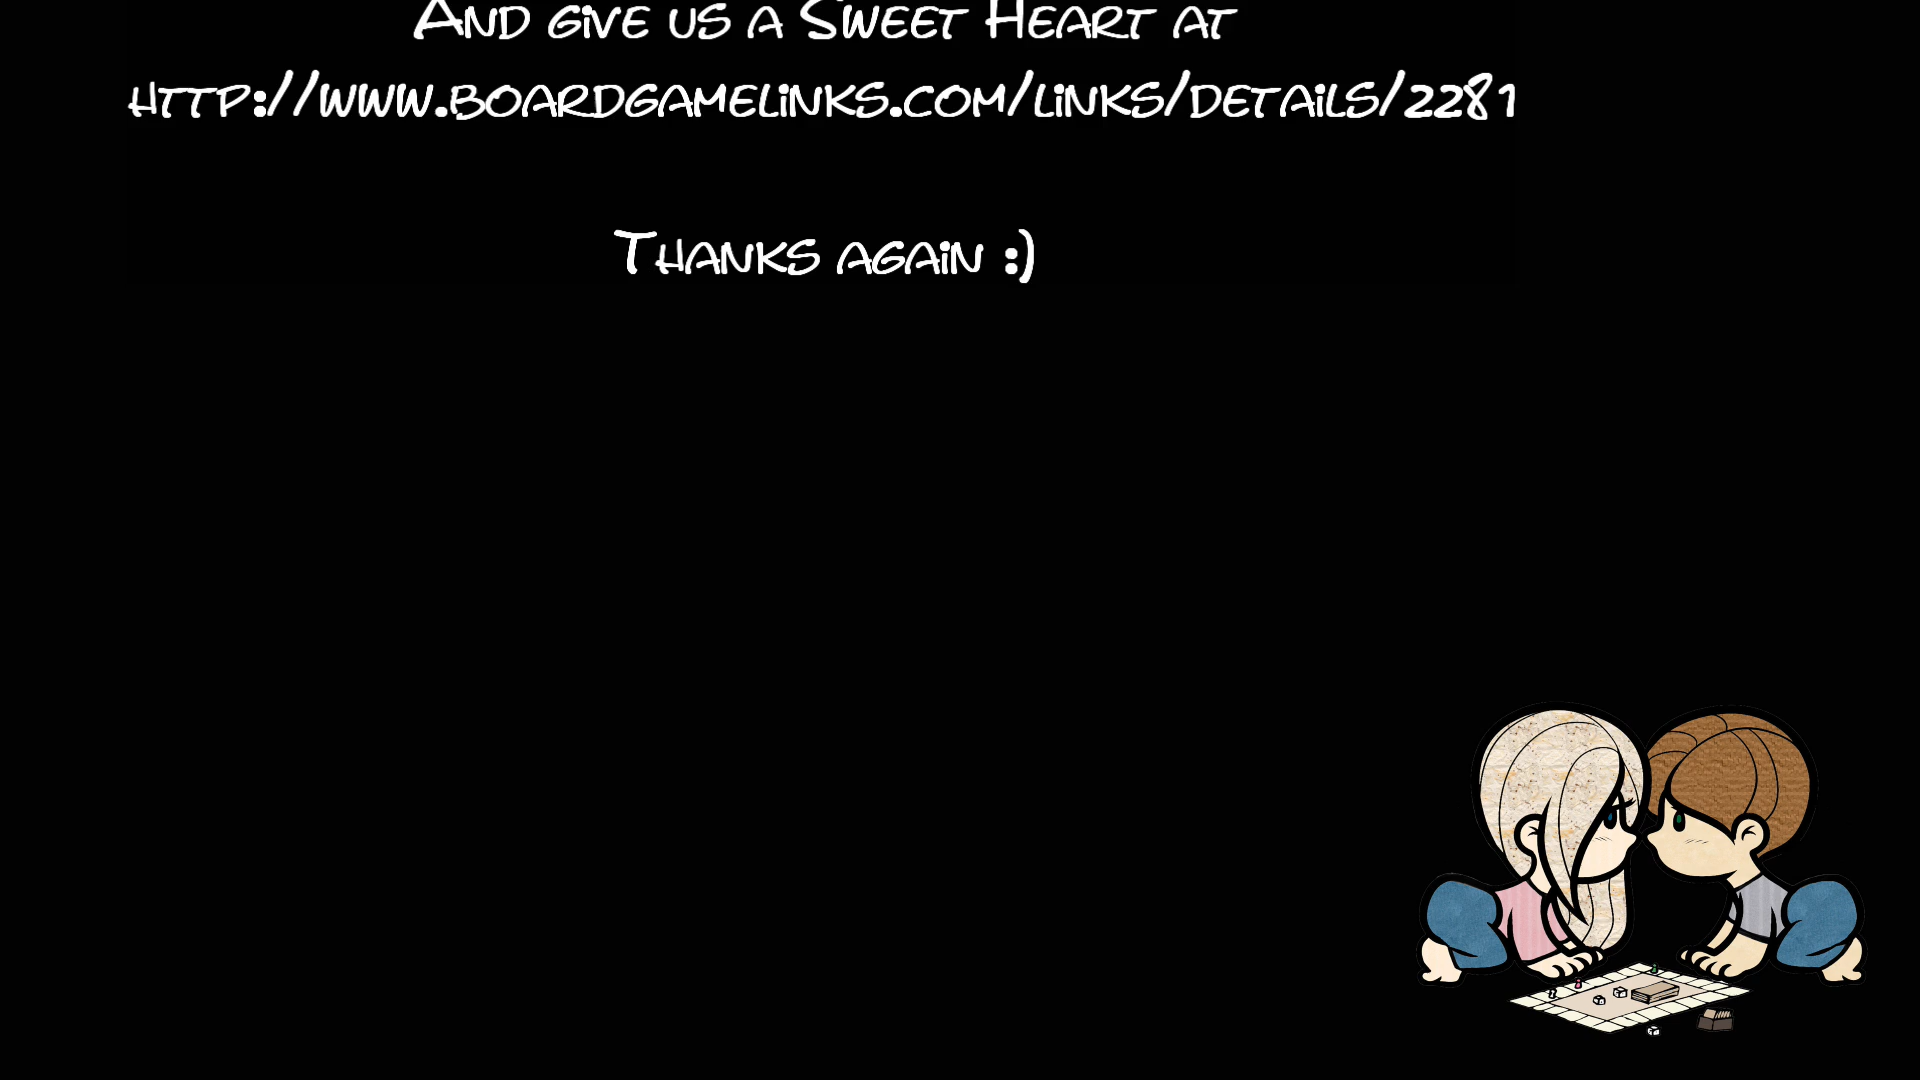 And give us a Sweet Heart at
http://www.boardgamelinks.com/links/details/2281
Thanks again :)